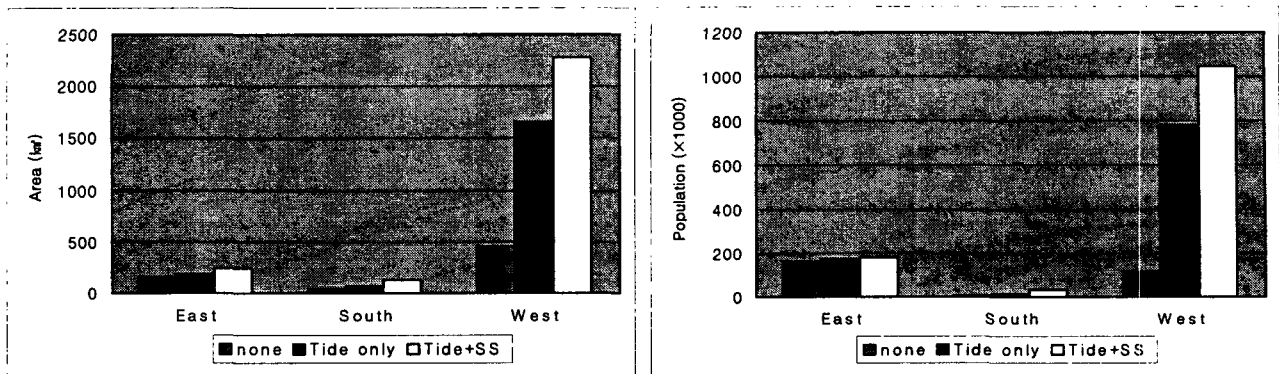 2500
2000
1500
1000
500
0
Area (㎢)
East South West
none Tide only Tide+SS
1200
1000
800
600
400
200
0
Population (×1000)
East South West
none Tide only Tide+SS